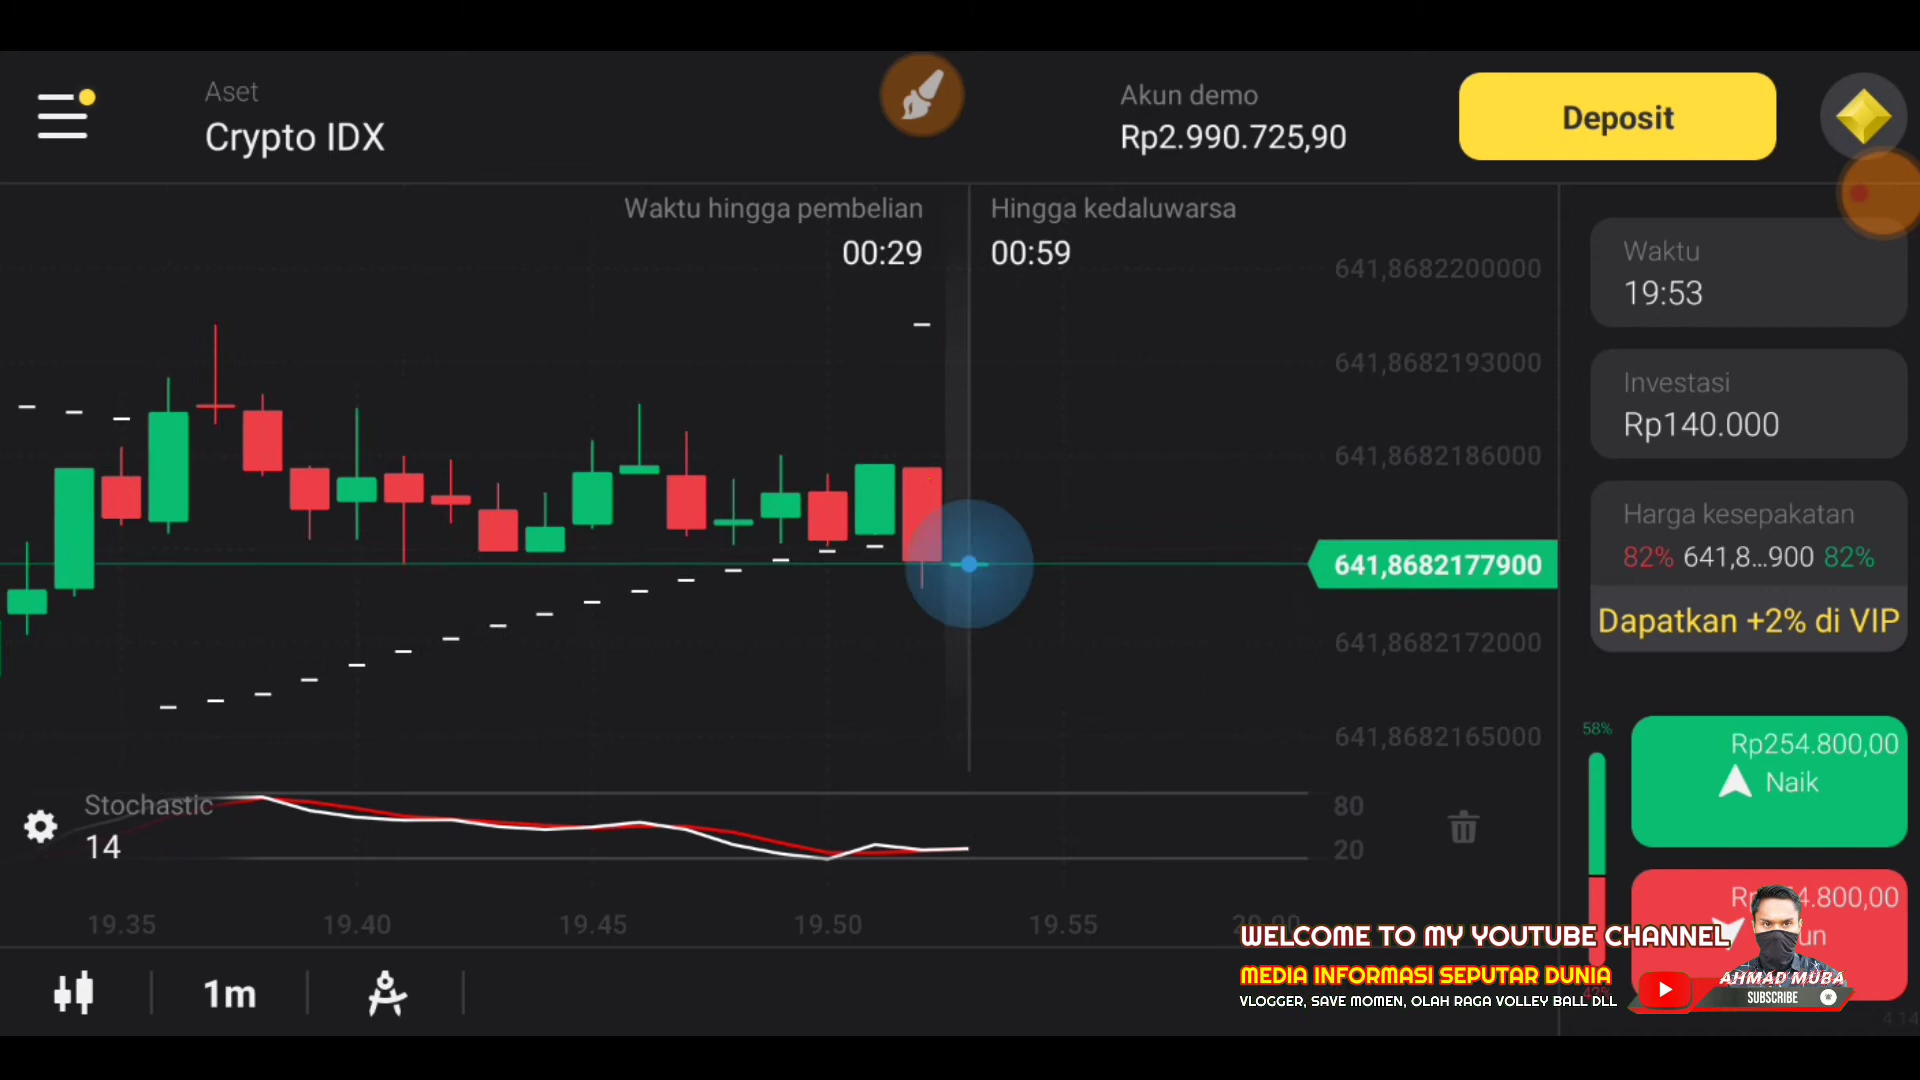 Aset
Crypto IDX
Akun demo
Rp2.990.725,90
Deposit
Waktu hingga pembelian
00:29
Hingga kedaluwarsa
00:59
641,8682200000
641,8682193000
641,8682186000
641,8682177900
641,8682172000
641,8682165000
Waktu
19:53
Investasi
Rp140.000
Harga kesepakatan
82% 641,8...900 82%
Dapatkan +2% di VIP
58%
Rp254.800,00
Naik
Stochastic
14
80
20
19.35
19.40
19.45
19.50
19.55
20.00
WELCOME TO MY YOUTUBE CHANNEL
MEDIA INFORMASI SEPUTAR DUNIA
VLOGGER, SAVE MOMEN, OLAH RAGA VOLLEY BALL DLL
AHMAD MUBA
SUBSCRIBE
42%
1m